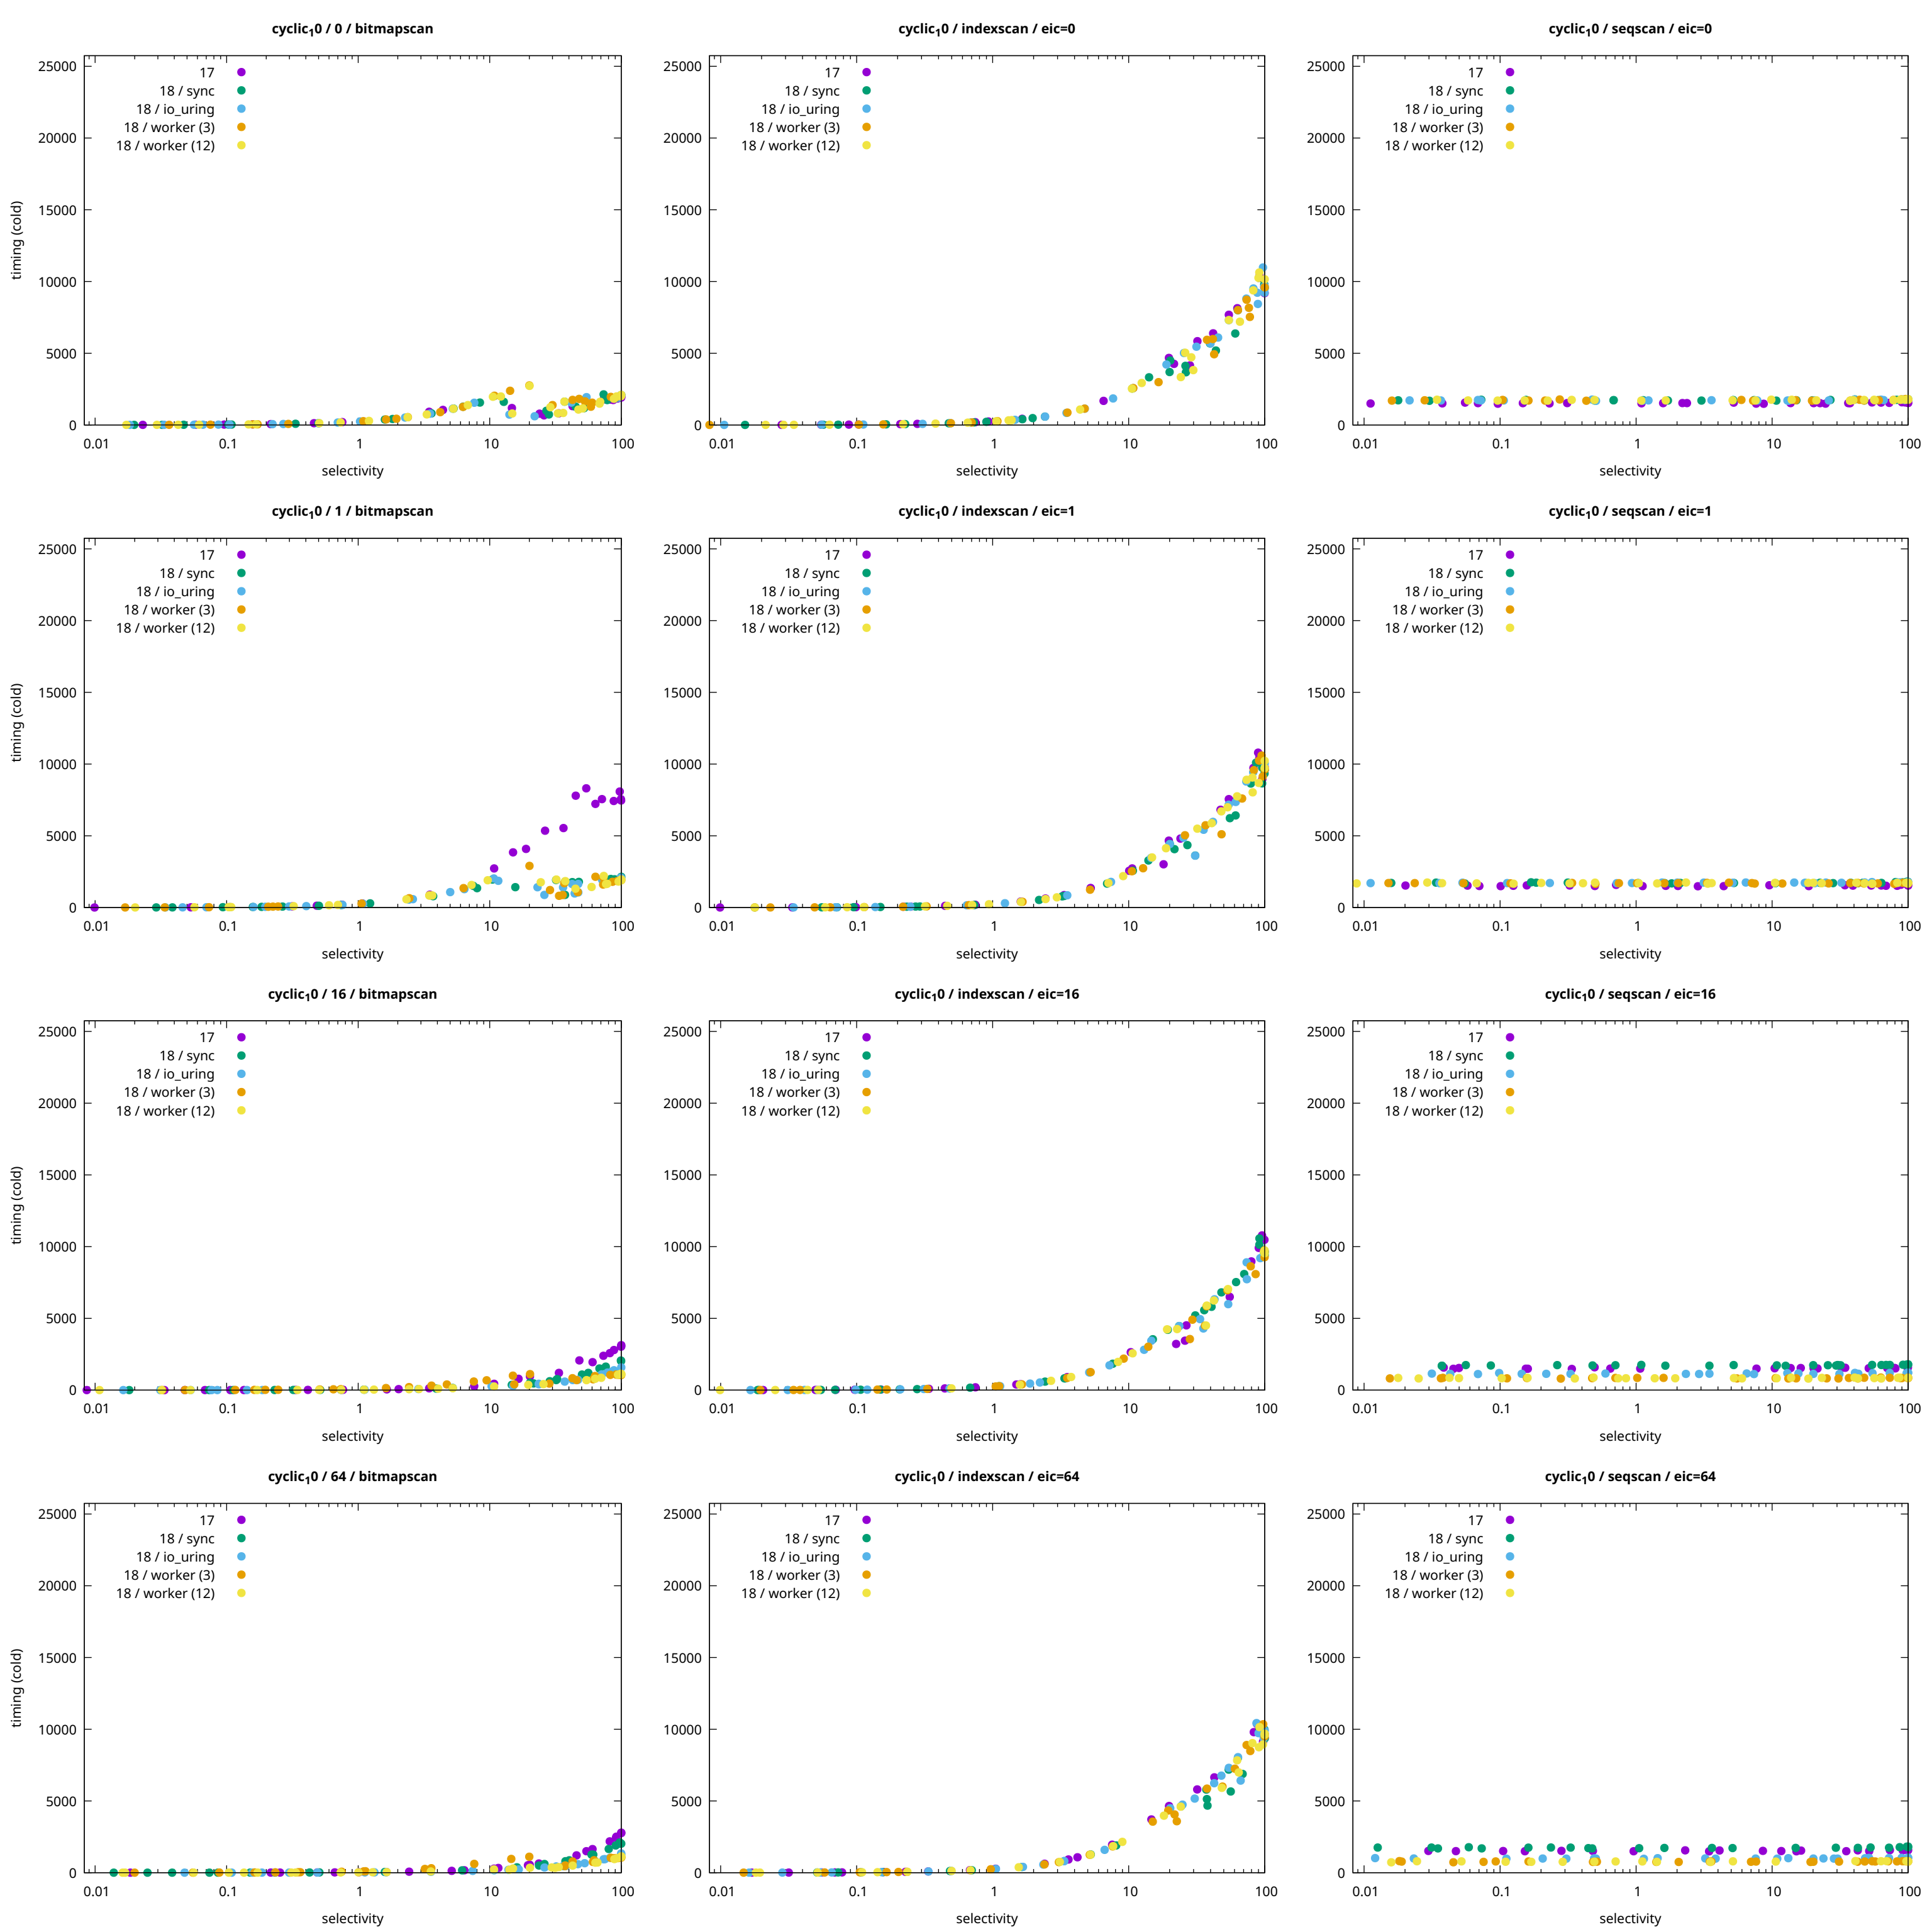 cyclic₁0 / 0 / bitmapscan
25000
20000
15000
10000
5000
0
0.01 0.1 1 10 100
timing (cold)
selectivity
17
18 / sync
18 / io_uring
18 / worker (3)
18 / worker (12)
cyclic₁0 / indexscan / eic=0
25000
20000
15000
10000
5000
0
0.01 0.1 1 10 100
selectivity
17
18 / sync
18 / io_uring
18 / worker (3)
18 / worker (12)
cyclic₁0 / seqscan / eic=0
25000
20000
15000
10000
5000
0
0.01 0.1 1 10 100
selectivity
17
18 / sync
18 / io_uring
18 / worker (3)
18 / worker (12)
cyclic₁0 / 1 / bitmapscan
25000
20000
15000
10000
5000
0
0.01 0.1 1 10 100
timing (cold)
selectivity
17
18 / sync
18 / io_uring
18 / worker (3)
18 / worker (12)
cyclic₁0 / indexscan / eic=1
25000
20000
15000
10000
5000
0
0.01 0.1 1 10 100
selectivity
17
18 / sync
18 / io_uring
18 / worker (3)
18 / worker (12)
cyclic₁0 / seqscan / eic=1
25000
20000
15000
10000
5000
0
0.01 0.1 1 10 100
selectivity
17
18 / sync
18 / io_uring
18 / worker (3)
18 / worker (12)
cyclic₁0 / 16 / bitmapscan
25000
20000
15000
10000
5000
0
0.01 0.1 1 10 100
timing (cold)
selectivity
17
18 / sync
18 / io_uring
18 / worker (3)
18 / worker (12)
cyclic₁0 / indexscan / eic=16
25000
20000
15000
10000
5000
0
0.01 0.1 1 10 100
selectivity
17
18 / sync
18 / io_uring
18 / worker (3)
18 / worker (12)
cyclic₁0 / seqscan / eic=16
25000
20000
15000
10000
5000
0
0.01 0.1 1 10 100
selectivity
17
18 / sync
18 / io_uring
18 / worker (3)
18 / worker (12)
cyclic₁0 / 64 / bitmapscan
25000
20000
15000
10000
5000
0
0.01 0.1 1 10 100
timing (cold)
selectivity
17
18 / sync
18 / io_uring
18 / worker (3)
18 / worker (12)
cyclic₁0 / indexscan / eic=64
25000
20000
15000
10000
5000
0
0.01 0.1 1 10 100
selectivity
17
18 / sync
18 / io_uring
18 / worker (3)
18 / worker (12)
cyclic₁0 / seqscan / eic=64
25000
20000
15000
10000
5000
0
0.01 0.1 1 10 100
selectivity
17
18 / sync
18 / io_uring
18 / worker (3)
18 / worker (12)